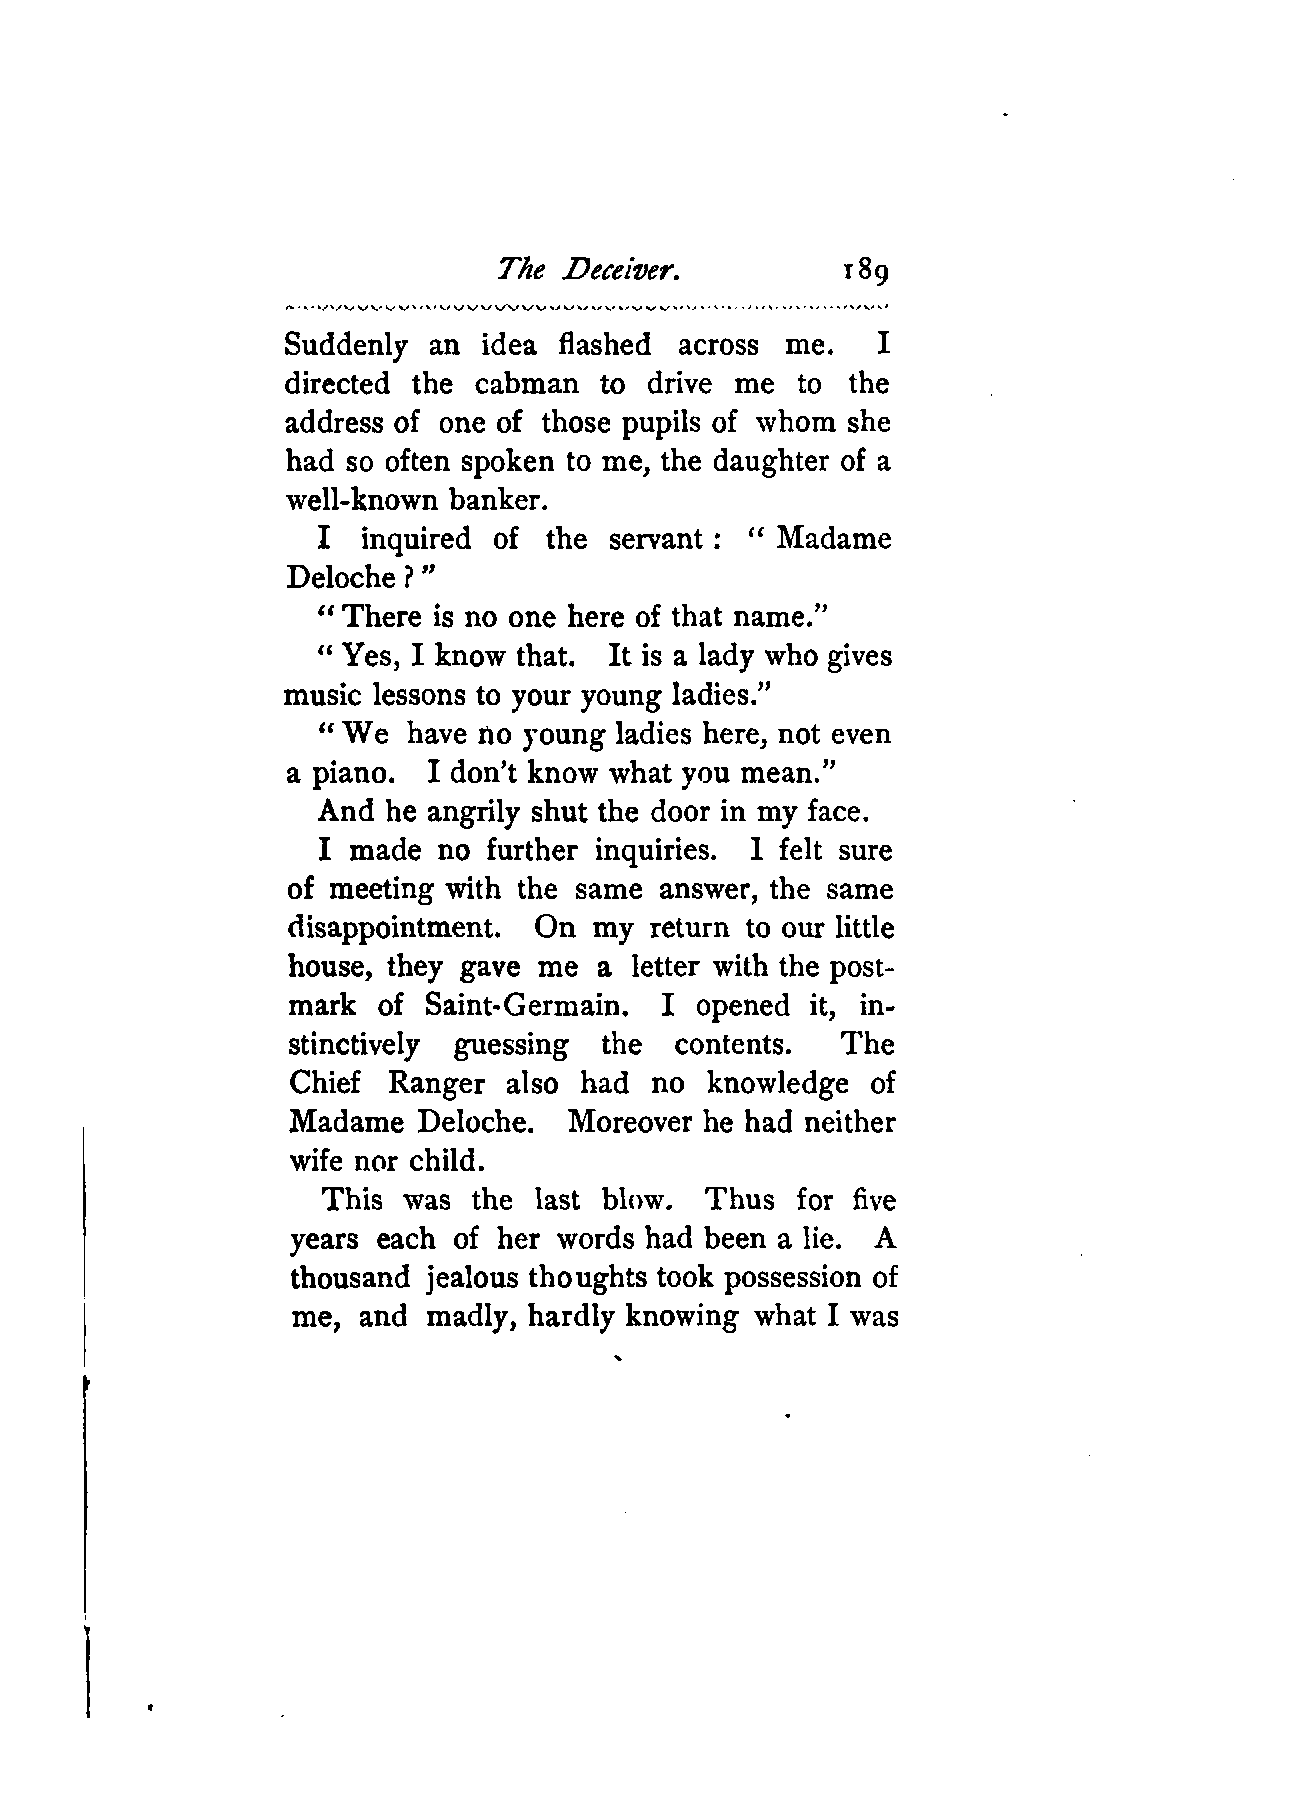 The Deceiver. 189
Suddenly an idea flashed across me. I
directed the cabman to drive me to the
address of one of those pupils of whom she
had so often spoken to me, the daughter of a
well-known banker.
I inquired of the servant : “ Madame
Deloche ? ”
“ There is no one here of that name.”
“ Yes, I know that. It is a lady who gives
music lessons to your young ladies.”
“ We have no young ladies here, not even
a piano. I don't know what you mean.”
And he angrily shut the door in my face.
I made no further inquiries. I felt sure
of meeting with the same answer, the same
disappointment. On my return to our little
house, they gave me a letter with the post-
mark of Saint-Germain. I opened it, in-
stinctively guessing the contents. The
Chief Ranger also had no knowledge of
Madame Deloche. Moreover he had neither
wife nor child.
This was the last blow. Thus for five
years each of her words had been a lie. A
thousand jealous thoughts took possession of
me, and madly, hardly knowing what I was